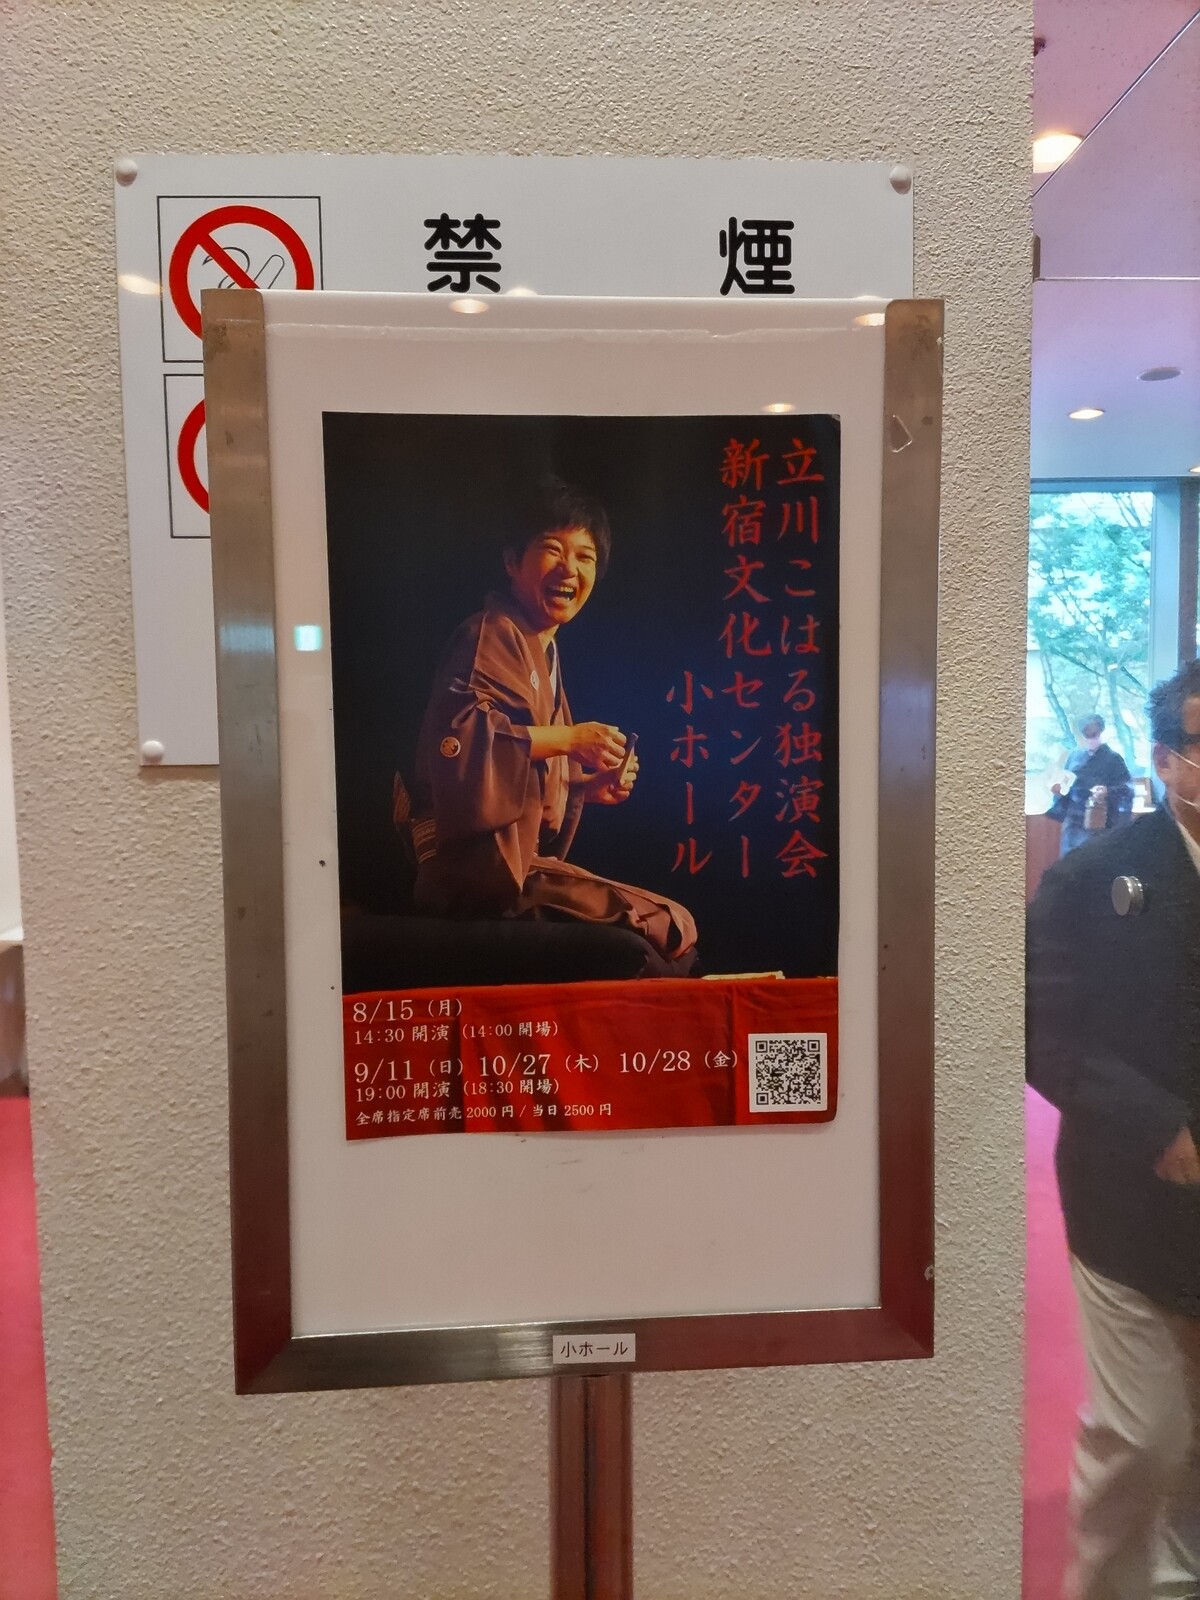 禁 煙
立川こはる独演会
新宿文化センター
小ホール
8/15（月）
14:30 開演（14:00 開場）
9/11（日）10/27（木）10/28（金）
19:00 開演（18:30 開場）
全席指定席前売 2000 円 / 当日 2500 円
小ホール